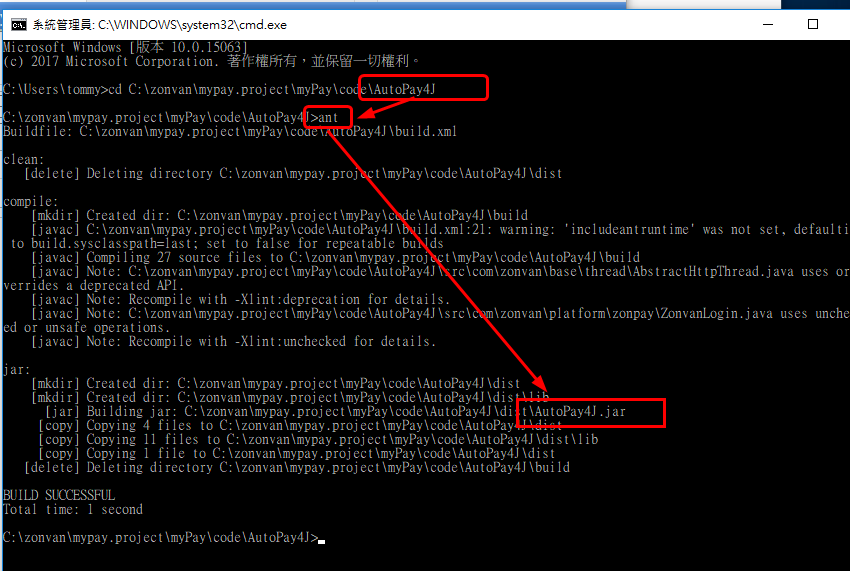 系統管理員: C:\WINDOWS\system32\cmd.exe
Microsoft Windows [版本 10.0.15063]
(c) 2017 Microsoft Corporation. 著作權所有，並保留一切權利。
C:\Users\tommy>cd C:\zonvan\mypay.project\myPay\code\AutoPay4J
C:\zonvan\mypay.project\myPay\code\AutoPay4J>ant
Buildfile: C:\zonvan\mypay.project\myPay\code\AutoPay4J\build.xml
clean:
[delete] Deleting directory C:\zonvan\mypay.project\myPay\code\AutoPay4J\dist
compile:
[mkdir] Created dir: C:\zonvan\mypay.project\myPay\code\AutoPay4J\build
[javac] C:\zonvan\mypay.project\myPay\code\AutoPay4J\build.xml:21: warning: 'includeantruntime' was not set, defaulti
to build.sysclasspath=last; set to false for repeatable builds
[javac] Compiling 27 source files to C:\zonvan\mypay.project\myPay\code\AutoPay4J\build
[javac] Note: C:\zonvan\mypay.project\myPay\code\AutoPay4J\src\com\zonvan\base\thread\AbstractHttpThread.java uses or
verrides a deprecated API.
[javac] Note: Recompile with -Xlint:deprecation for details.
[javac] Note: C:\zonvan\mypay.project\myPay\code\AutoPay4J\src\com\zonvan\platform\zonpay\ZonvanLogin.java uses unche
ed or unsafe operations.
[javac] Note: Recompile with -Xlint:unchecked for details.
jar:
[mkdir] Created dir: C:\zonvan\mypay.project\myPay\code\AutoPay4J\dist
[mkdir] Created dir: C:\zonvan\mypay.project\myPay\code\AutoPay4J\dist\lib
[jar] Building jar: C:\zonvan\mypay.project\myPay\code\AutoPay4J\dist\AutoPay4J.jar
[copy] Copying 4 files to C:\zonvan\mypay.project\myPay\code\AutoPay4J\dist
[copy] Copying 11 files to C:\zonvan\mypay.project\myPay\code\AutoPay4J\dist\lib
[copy] Copying 1 file to C:\zonvan\mypay.project\myPay\code\AutoPay4J\dist
[delete] Deleting directory C:\zonvan\mypay.project\myPay\code\AutoPay4J\build
BUILD SUCCESSFUL
Total time: 1 second
C:\zonvan\mypay.project\myPay\code\AutoPay4J>